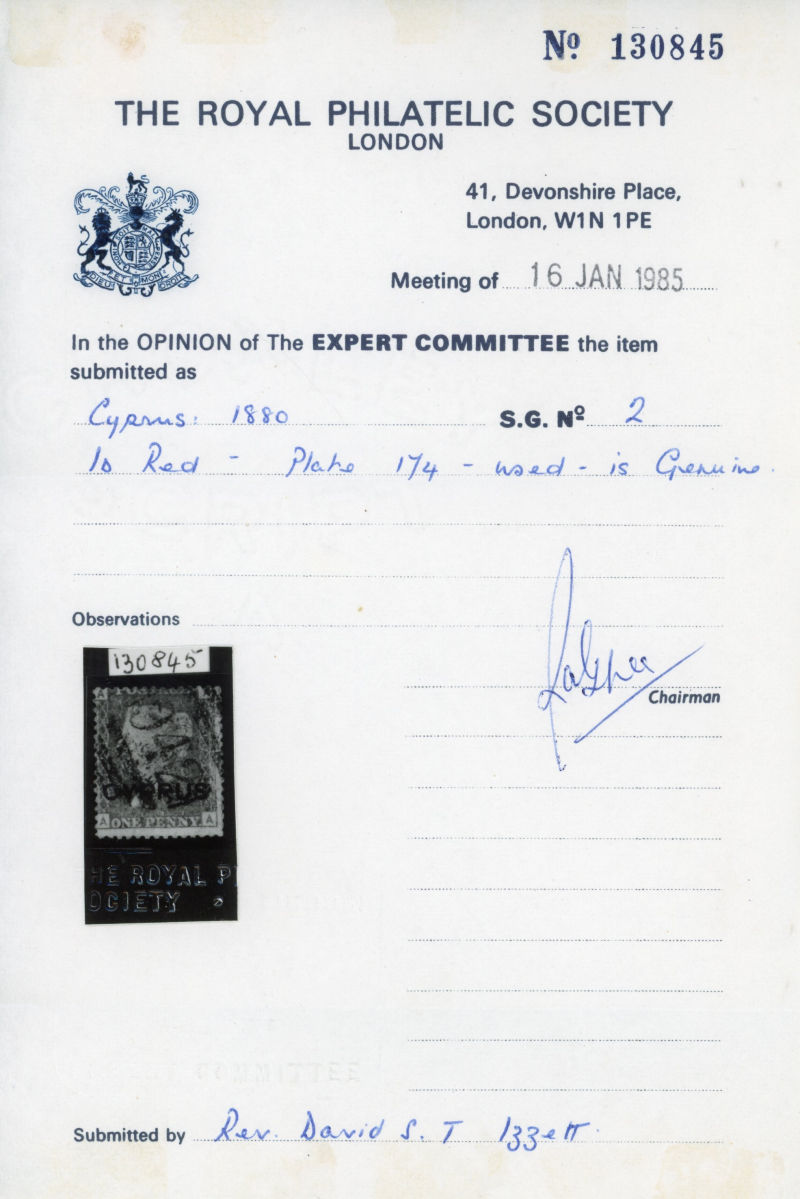 Nº 130845
THE ROYAL PHILATELIC SOCIETY
LONDON
41, Devonshire Place,
London, W1N 1PE
Meeting of 16 JAN 1985
In the OPINION of The EXPERT COMMITTEE the item
submitted as
Cyprus: 1880 S.G. Nº 2
1D Red - Plate 174 - used - is Genuine.
Observations
130845
Chairman
A A
CYPRUS
A ONE PENNY. A
HE ROYAL P
OCIETY
COMMITTEE
Submitted by Rev. David S. T Izzett